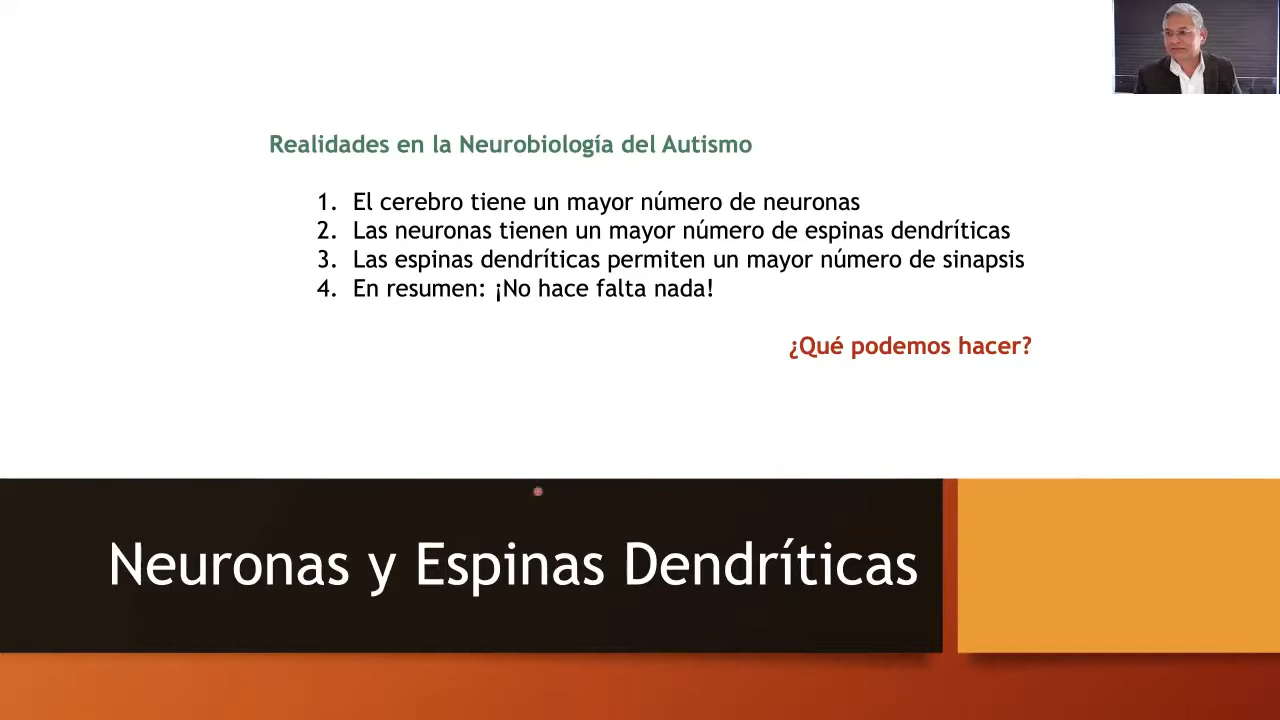 Realidades en la Neurobiología del Autismo
1. El cerebro tiene un mayor número de neuronas
2. Las neuronas tienen un mayor número de espinas dendríticas
3. Las espinas dendríticas permiten un mayor número de sinapsis
4. En resumen: ¡No hace falta nada!
¿Qué podemos hacer?
Neuronas y Espinas Dendríticas